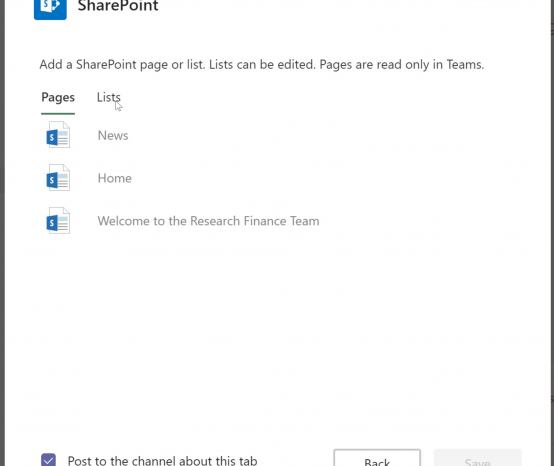 SharePoint
Add a SharePoint page or list. Lists can be edited. Pages are read only in Teams.
Pages Lists
News
Home
Welcome to the Research Finance Team
Post to the channel about this tab Back Save